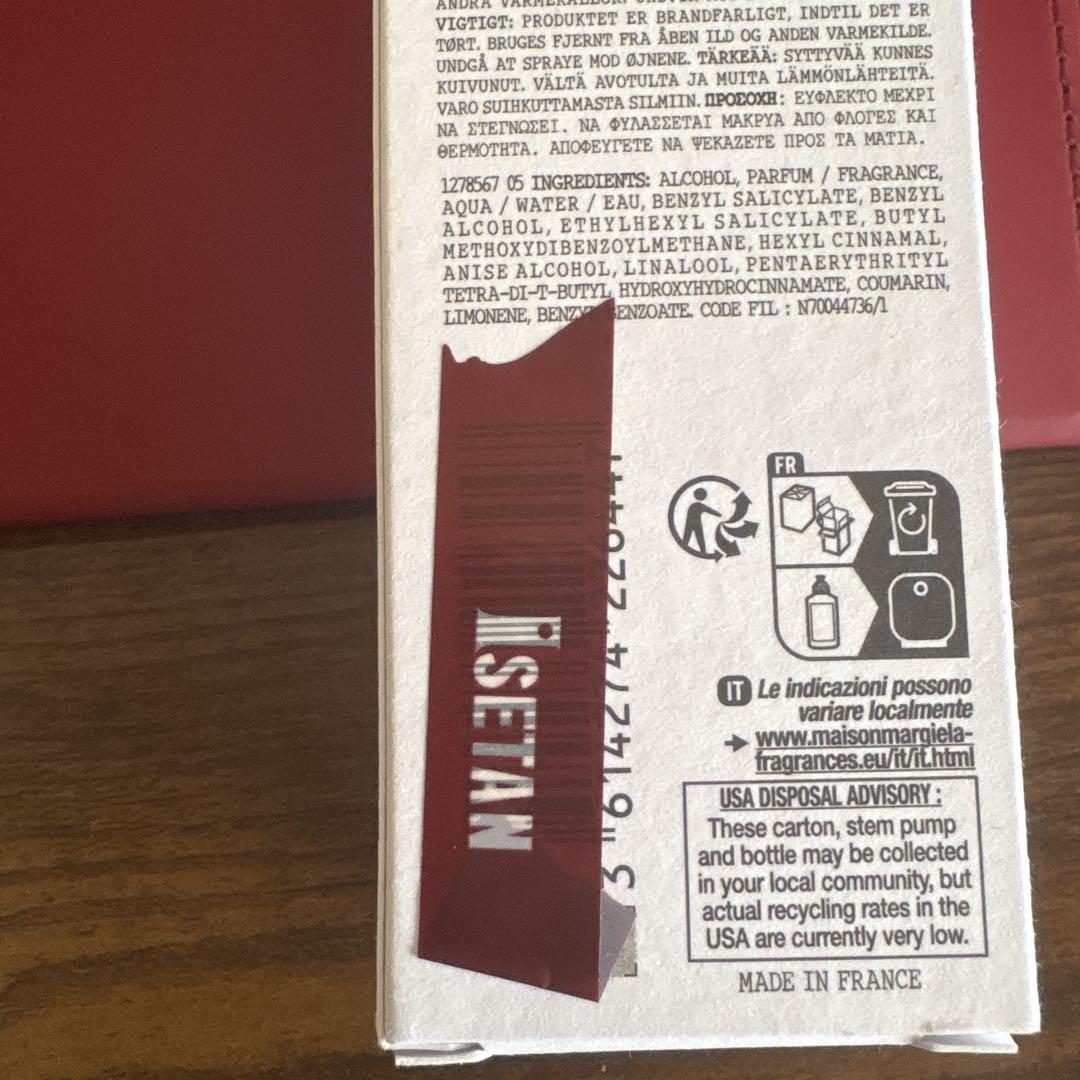 VIGTIGT: PRODUKTET ER BRANDFARLIGT, INDTIL DET ER
TØRT. BRUGES FJERNT FRA ÅBEN ILD OG ANDEN VARMEKILDE.
UNDGÅ AT SPRAYE MOD ØJNENE. TÄRKEÄÄ: SYTTYVÄÄ KUNNES
KUIVUNUT. VÄLTÄ AVOTULTA JA MUITA LÄMMÖNLÄHTEITÄ.
VARO SUIHKUTTAMASTA SILMIIN. ΠΡΟΣΟΧΗ: ΕΥΦΛΕΚΤΟ ΜΕΧΡΙ
ΝΑ ΣΤΕΓΝΩΣΕΙ. ΝΑ ΦΥΛΑΣΣΕΤΑΙ ΜΑΚΡΥΑ ΑΠΟ ΦΛΟΓΕΣ ΚΑΙ
ΘΕΡΜΟΤΗΤΑ. ΑΠΟΦΕΥΓΕΤΕ ΝΑ ΨΕΚΑΖΕΤΕ ΠΡΟΣ ΤΑ ΜΑΤΙΑ.
1278567 05 INGREDIENTS: ALCOHOL, PARFUM / FRAGRANCE,
AQUA / WATER / EAU, BENZYL SALICYLATE, BENZYL
ALCOHOL, ETHYLHEXYL SALICYLATE, BUTYL
METHOXYDIBENZOYLMETHANE, HEXYL CINNAMAL,
ANISE ALCOHOL, LINALOOL, PENTAERYTHRITYL
TETRA-DI-T-BUTYL HYDROXYHYDROCINNAMATE, COUMARIN,
LIMONENE, BENZYL BENZOATE. CODE FIL : N70044736/1
ISETAN
FR
IT Le indicazioni possono
variare localmente
www.maisonmargiela-
fragrances.eu/it/it.html
USA DISPOSAL ADVISORY :
These carton, stem pump
and bottle may be collected
in your local community, but
actual recycling rates in the
USA are currently very low.
MADE IN FRANCE